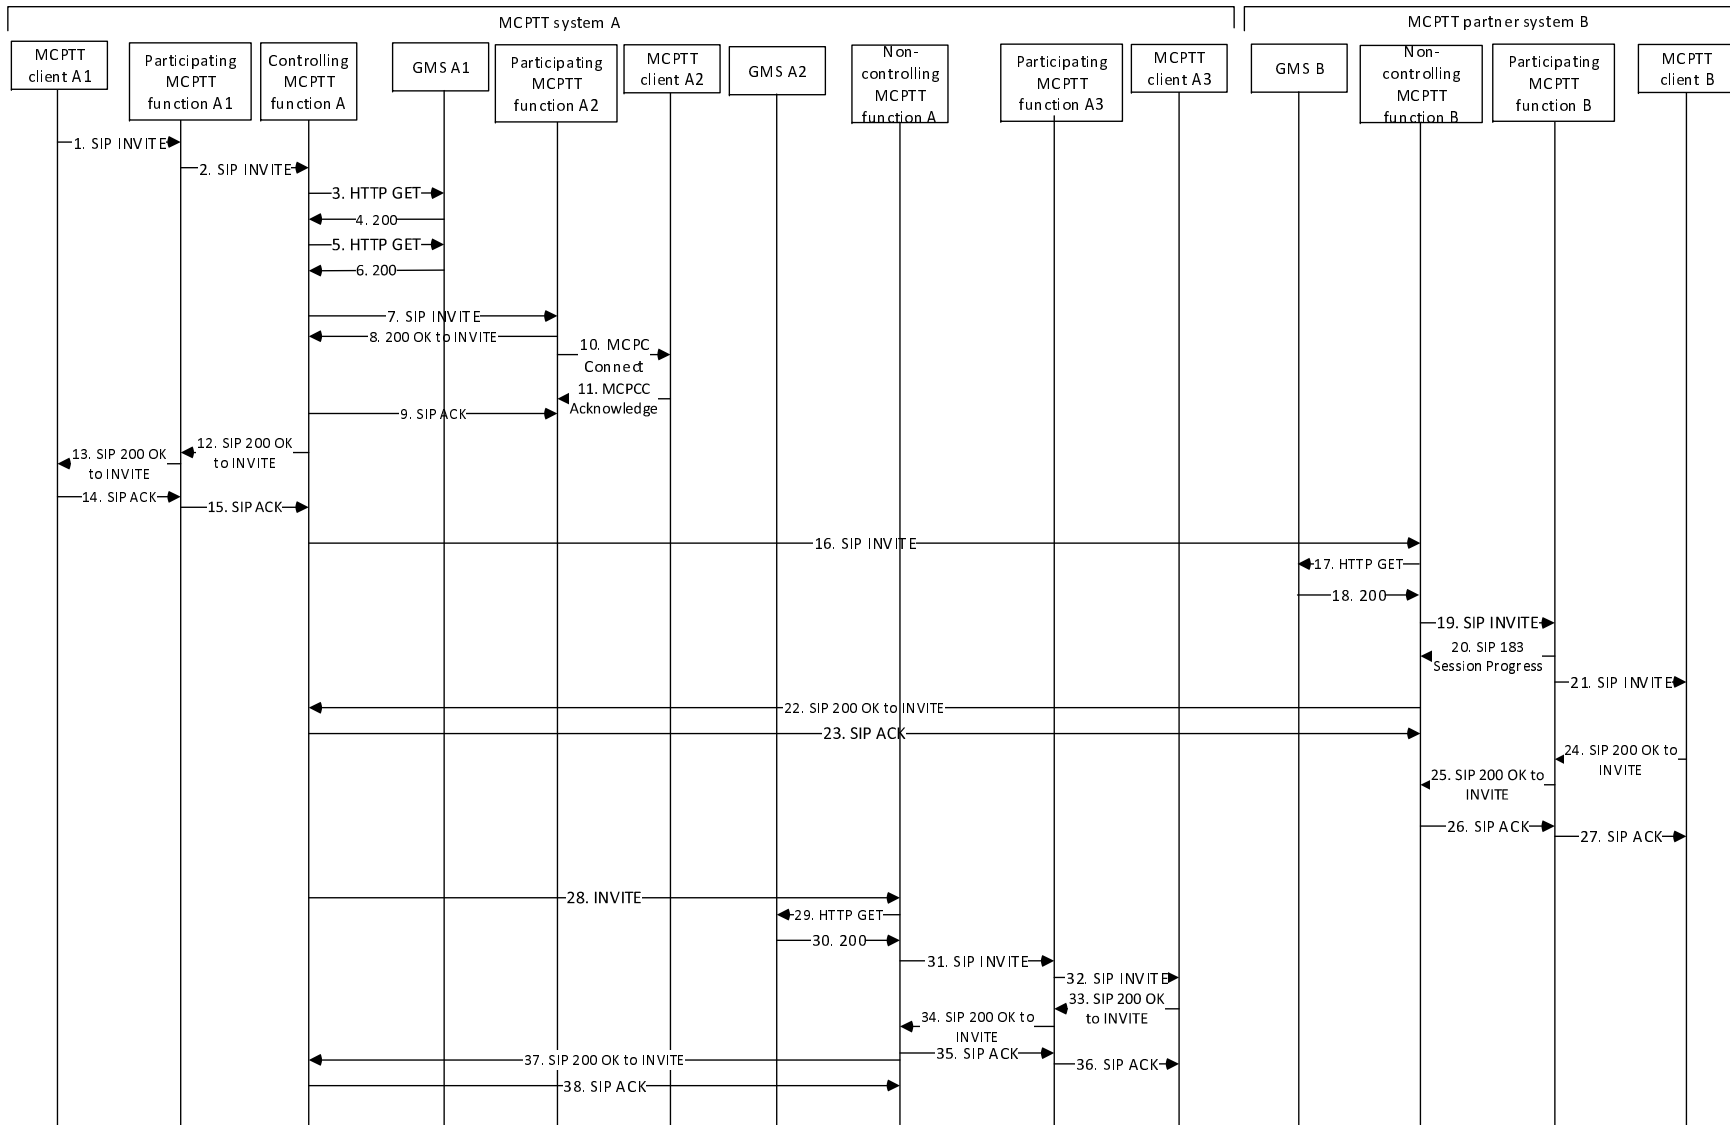 MCPTT system A
MCPTT partner system B
MCPTT
client A1
Participating
MCPTT
function A1
Controlling
MCPTT
function A
GMS A1
Participating
MCPTT
function A2
MCPTT
client A2
GMS A2
Non-
controlling
MCPTT
function A
Participating
MCPTT
function A3
MCPTT
client A3
GMS B
Non-
controlling
MCPTT
function B
Participating
MCPTT
function B
MCPTT
client B
1. SIP INVITE
2. SIP INVITE
3. HTTP GET
4. 200
5. HTTP GET
6. 200
7. SIP INVITE
8. 200 OK to INVITE
10. MCPC
Connect
11. MCPCC
Acknowledge
9. SIP ACK
12. SIP 200 OK
to INVITE
13. SIP 200 OK
to INVITE
14. SIP ACK
15. SIP ACK
16. SIP INVITE
17. HTTP GET
18. 200
19. SIP INVITE
20. SIP 183
Session Progress
21. SIP INVITE
22. SIP 200 OK to INVITE
23. SIP ACK
24. SIP 200 OK to
INVITE
25. SIP 200 OK to
INVITE
26. SIP ACK
27. SIP ACK
28. INVITE
29. HTTP GET
30. 200
31. SIP INVITE
32. SIP INVITE
33. SIP 200 OK
to INVITE
34. SIP 200 OK to
INVITE
35. SIP ACK
36. SIP ACK
37. SIP 200 OK to INVITE
38. SIP ACK